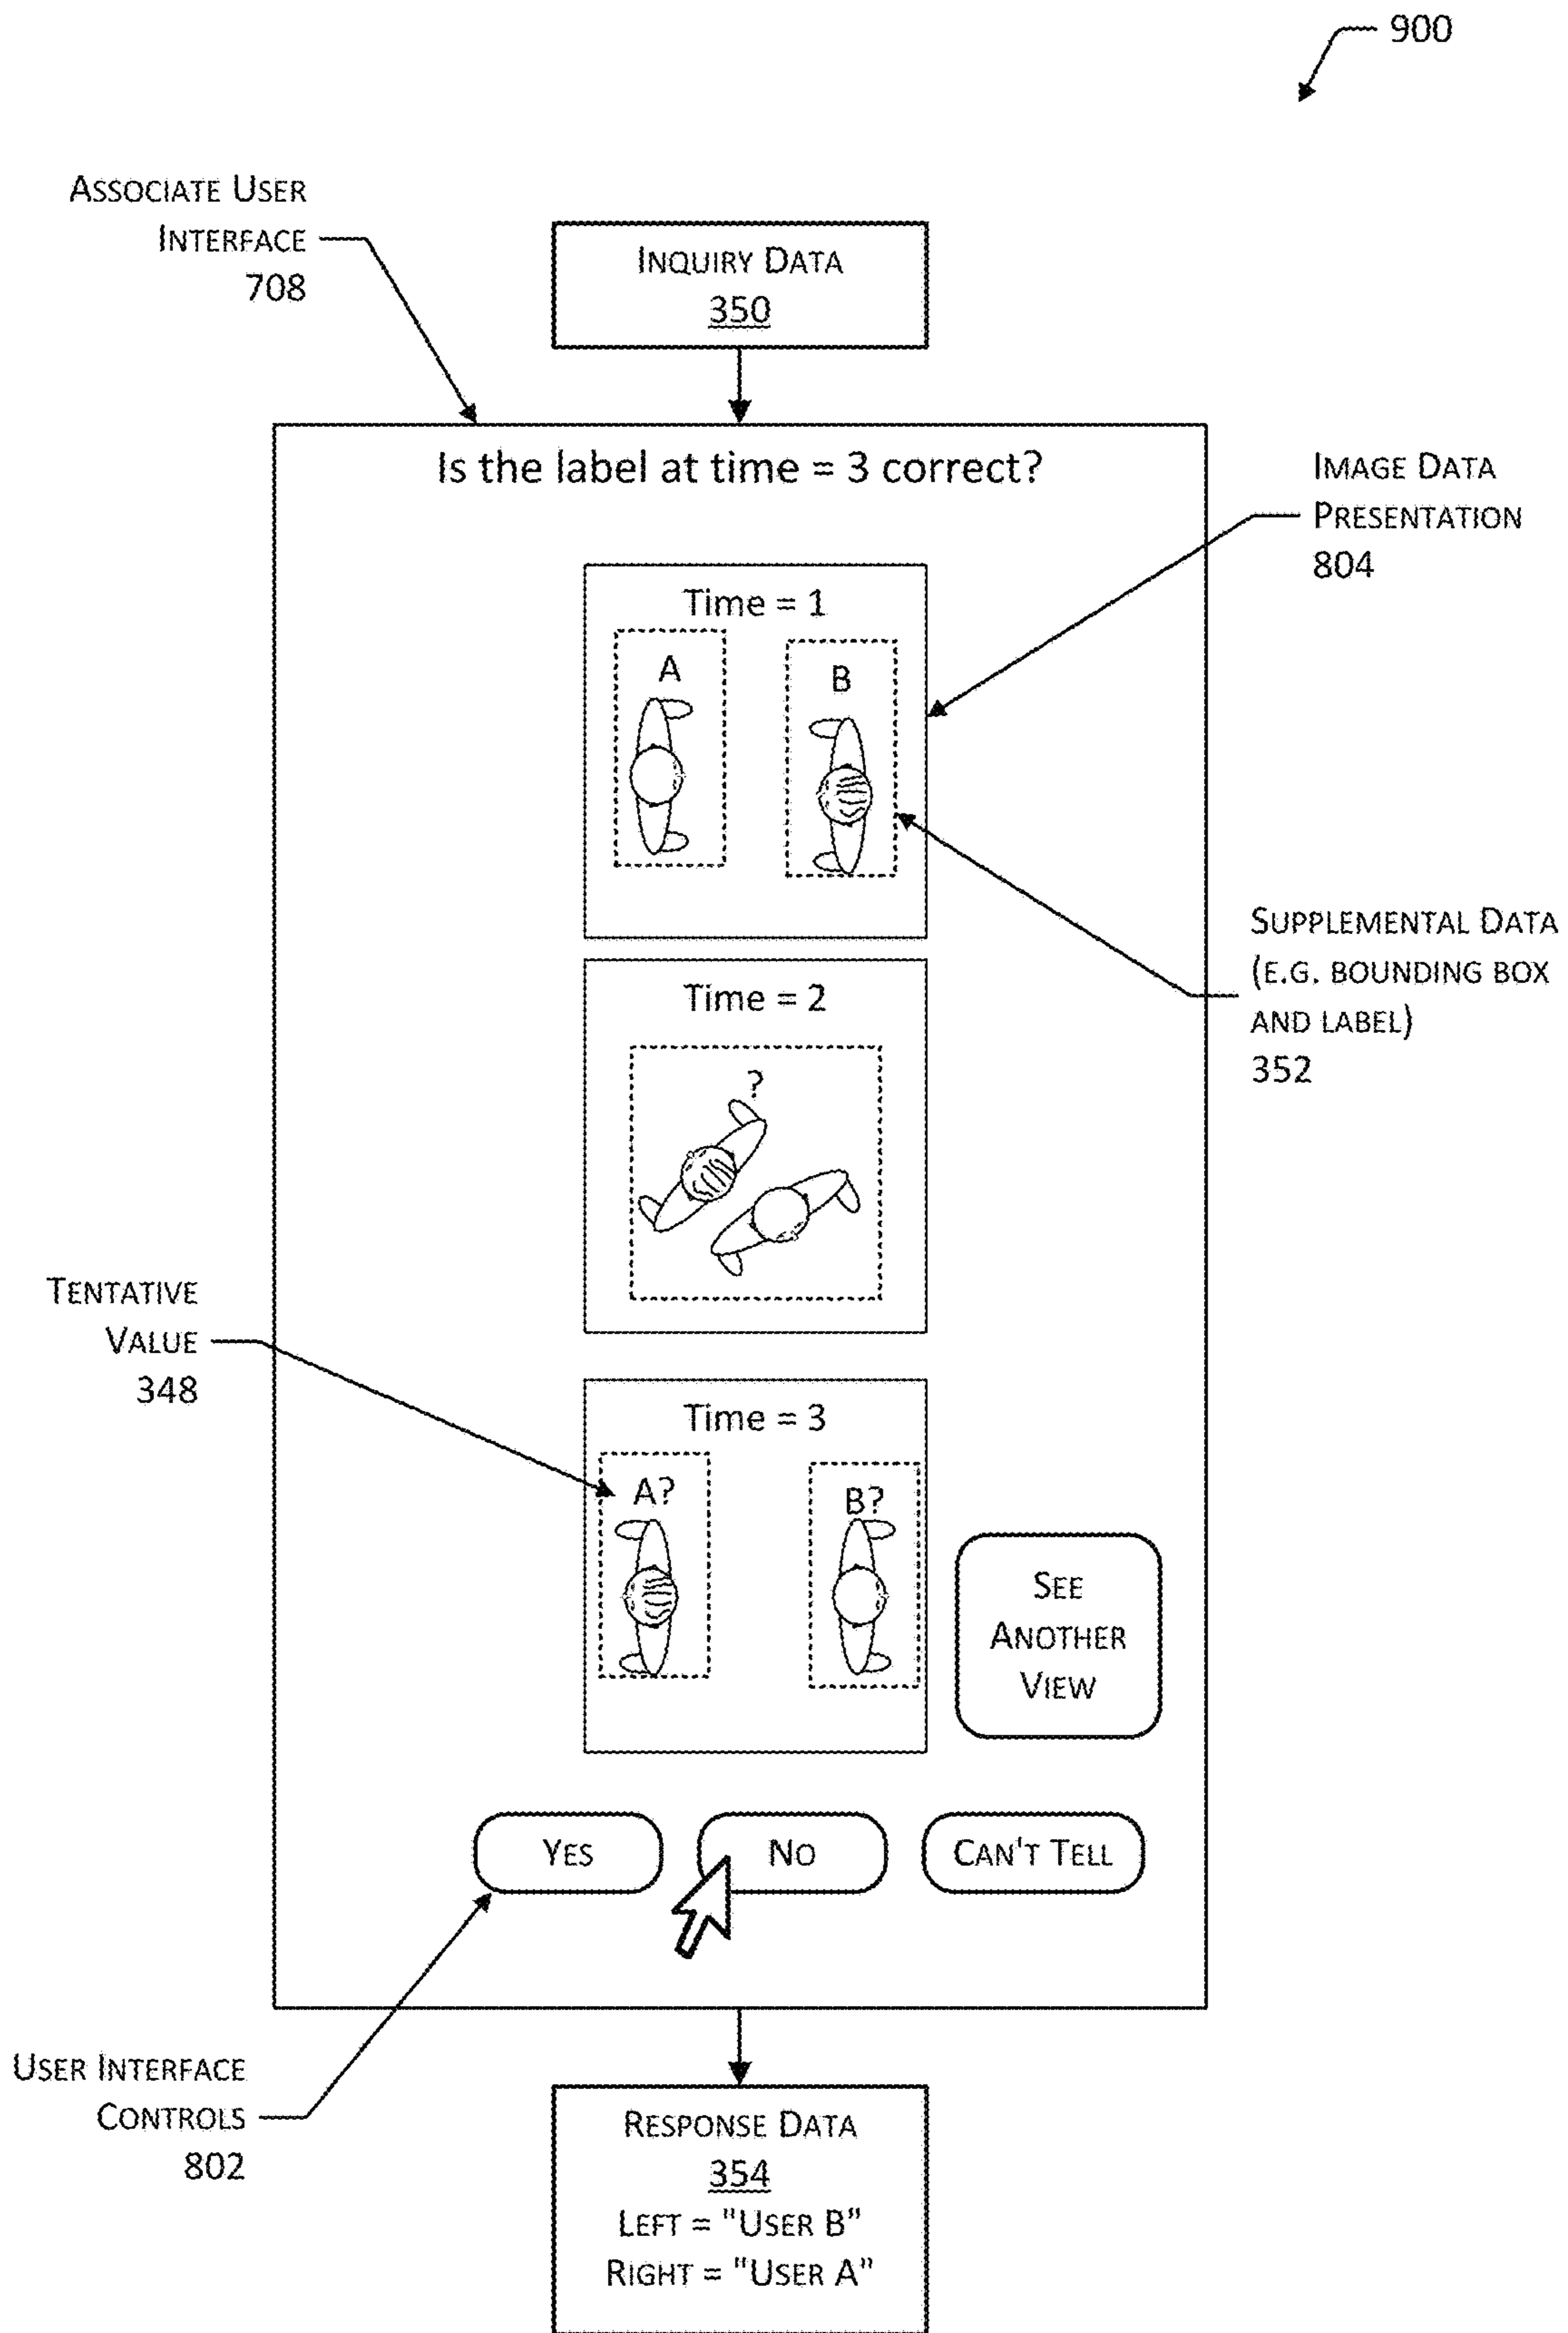 900
ASSOCIATE USER
INTERFACE
708
INQUIRY DATA
350
Is the label at time = 3 correct?
IMAGE DATA
PRESENTATION
804
Time = 1
A
B
SUPPLEMENTAL DATA
(E.G. BOUNDING BOX
AND LABEL)
352
Time = 2
?
TENTATIVE
VALUE
348
Time = 3
A?
B?
SEE
ANOTHER
VIEW
YES
NO
CAN'T TELL
USER INTERFACE
CONTROLS
802
RESPONSE DATA
354
LEFT = "USER B"
RIGHT = "USER A"